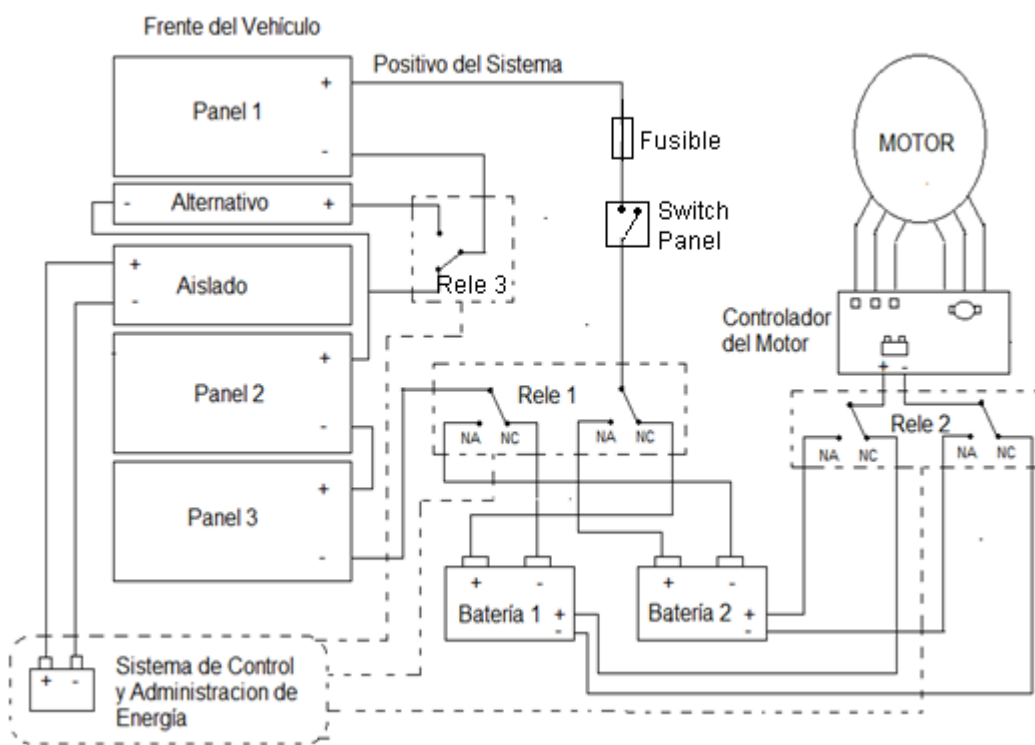 Frente del Vehículo
Positivo del Sistema
Panel 1
+
-
Fusible
MOTOR
- Alternativo +
Switch
Panel
+
-
Aislado
Rele 3
Controlador
del Motor
+ -
Panel 2
+
-
Rele 1
NA NC NA NC
Rele 2
NA NC NA NC
Panel 3
+
-
+ -
Batería 1
+
-
+ -
Batería 2
+
-
+ -
Sistema de Control
y Administracion de
Energía